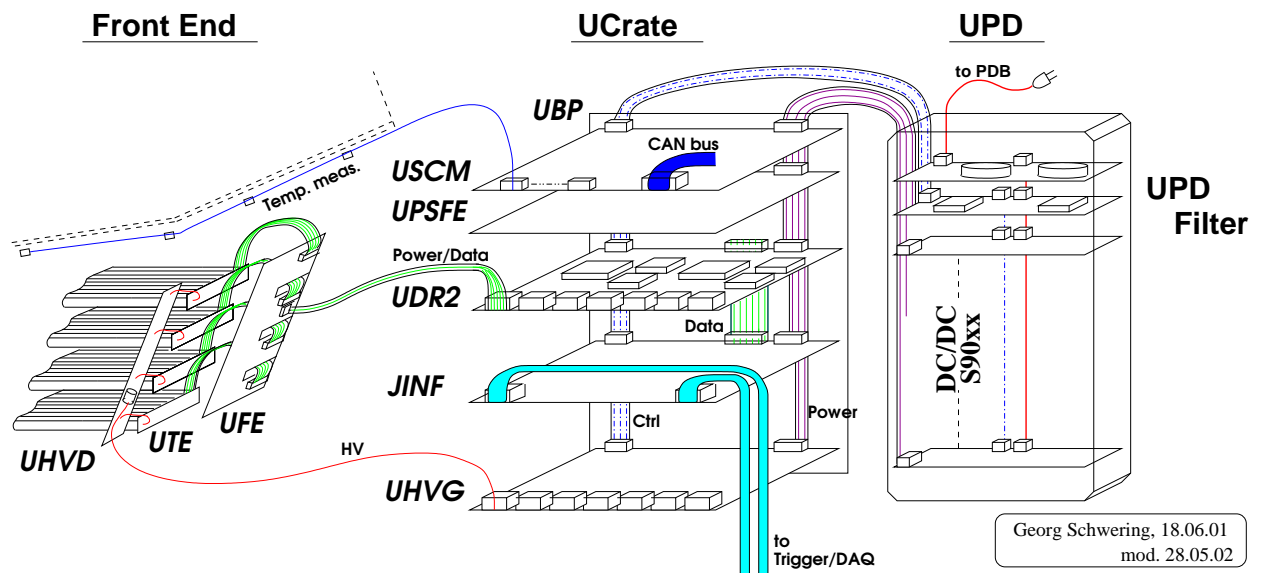 Front End
UCrate
UPD
to PDB
UBP
CAN bus
USCM
Temp. meas.
UPSFE
UPD
Filter
Power/Data
UDR2
Data
DC/DC
S90xx
JINF
Power
Ctrl
UFE
UTE
UHVD
HV
UHVG
to
Trigger/DAQ
Georg Schwering, 18.06.01
mod. 28.05.02